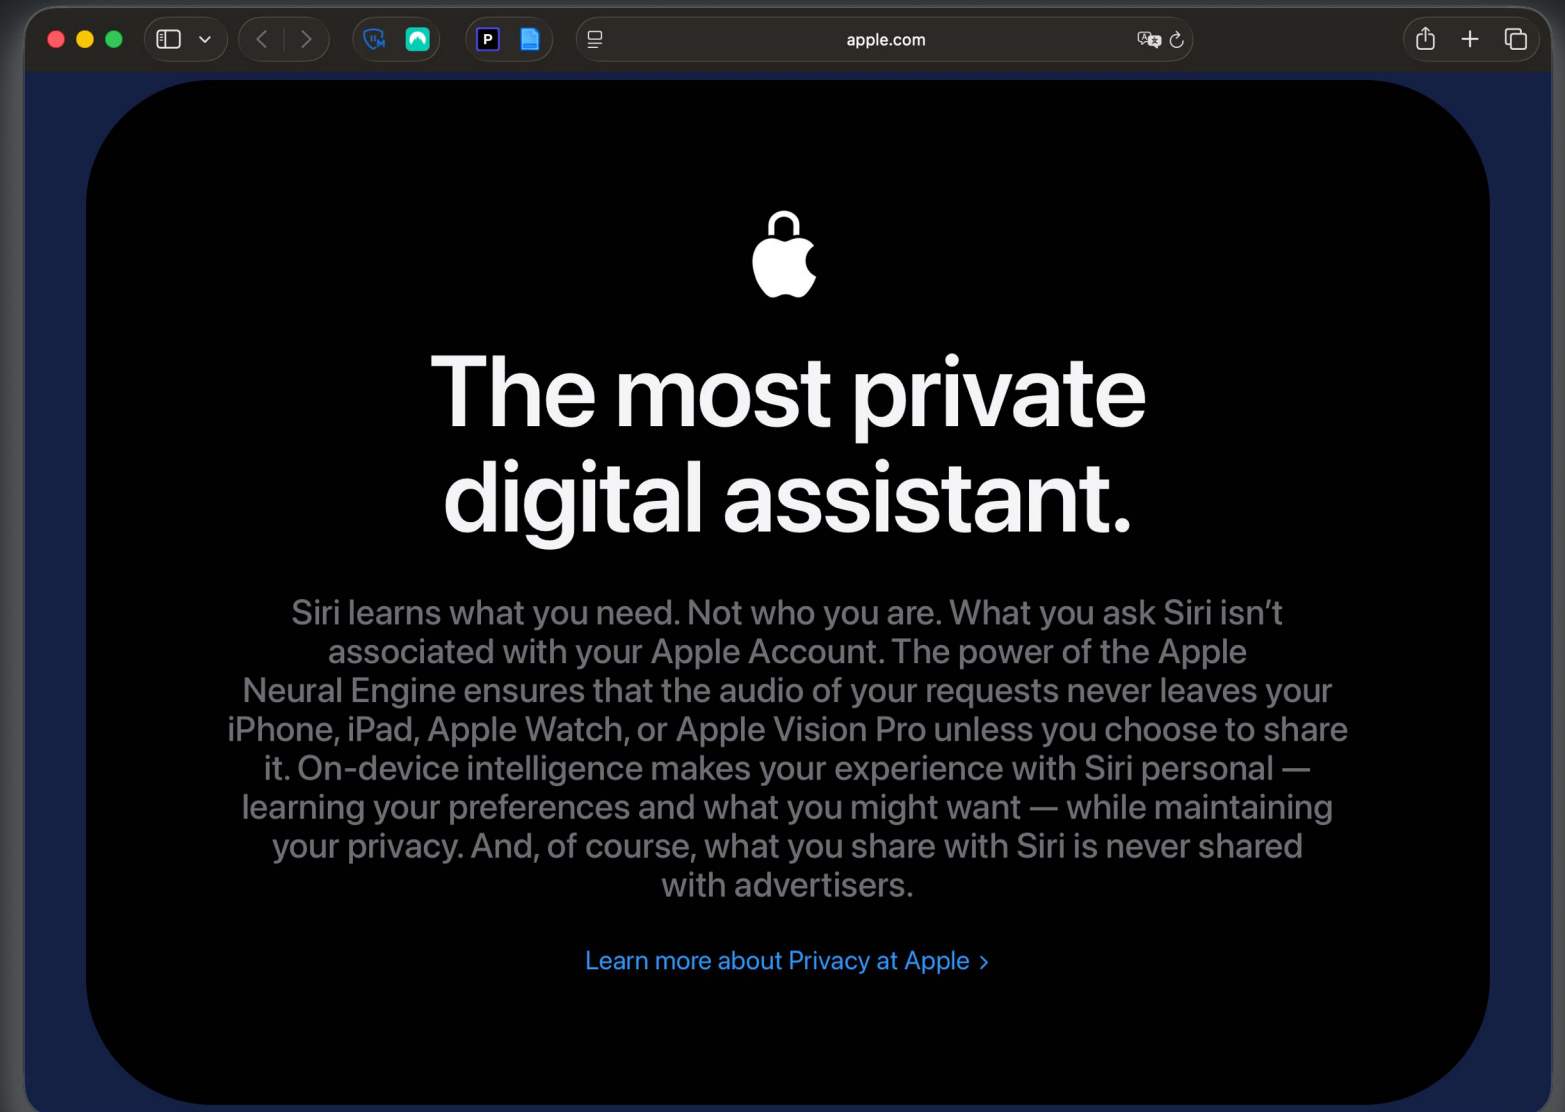 apple.com
P
The most private
digital assistant.
Siri learns what you need. Not who you are. What you ask Siri isn’t
associated with your Apple Account. The power of the Apple
Neural Engine ensures that the audio of your requests never leaves your
iPhone, iPad, Apple Watch, or Apple Vision Pro unless you choose to share
it. On-device intelligence makes your experience with Siri personal —
learning your preferences and what you might want — while maintaining
your privacy. And, of course, what you share with Siri is never shared
with advertisers.
Learn more about Privacy at Apple >